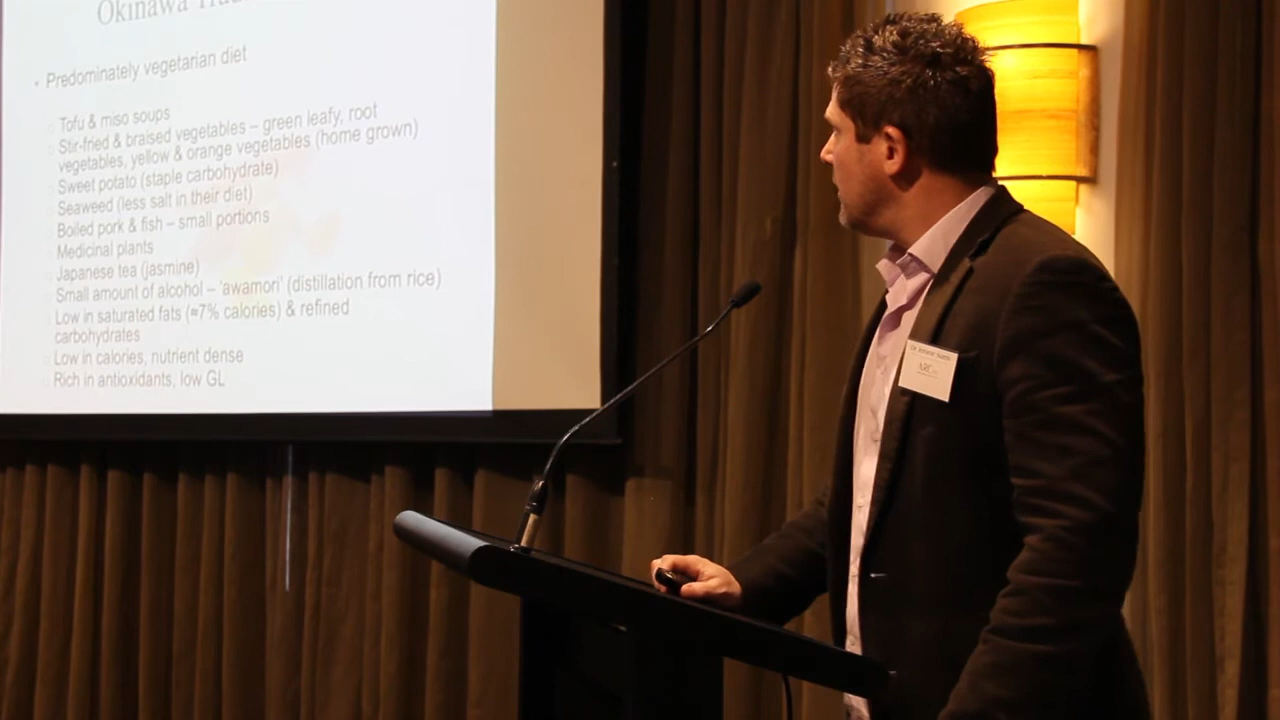 Okinawa
• Predominately vegetarian diet
Tofu & miso soups
Stir-fried & braised vegetables – green leafy, root
vegetables, yellow & orange vegetables (home grown)
Sweet potato (staple carbohydrate)
Seaweed (less salt in their diet)
Boiled pork & fish – small portions
Medicinal plants
Japanese tea (jasmine)
Small amount of alcohol – 'awamori' (distillation from rice)
Low in saturated fats (≈7% calories) & refined
carbohydrates
Low in calories, nutrient dense
Rich in antioxidants, low GL
Dr
ARC